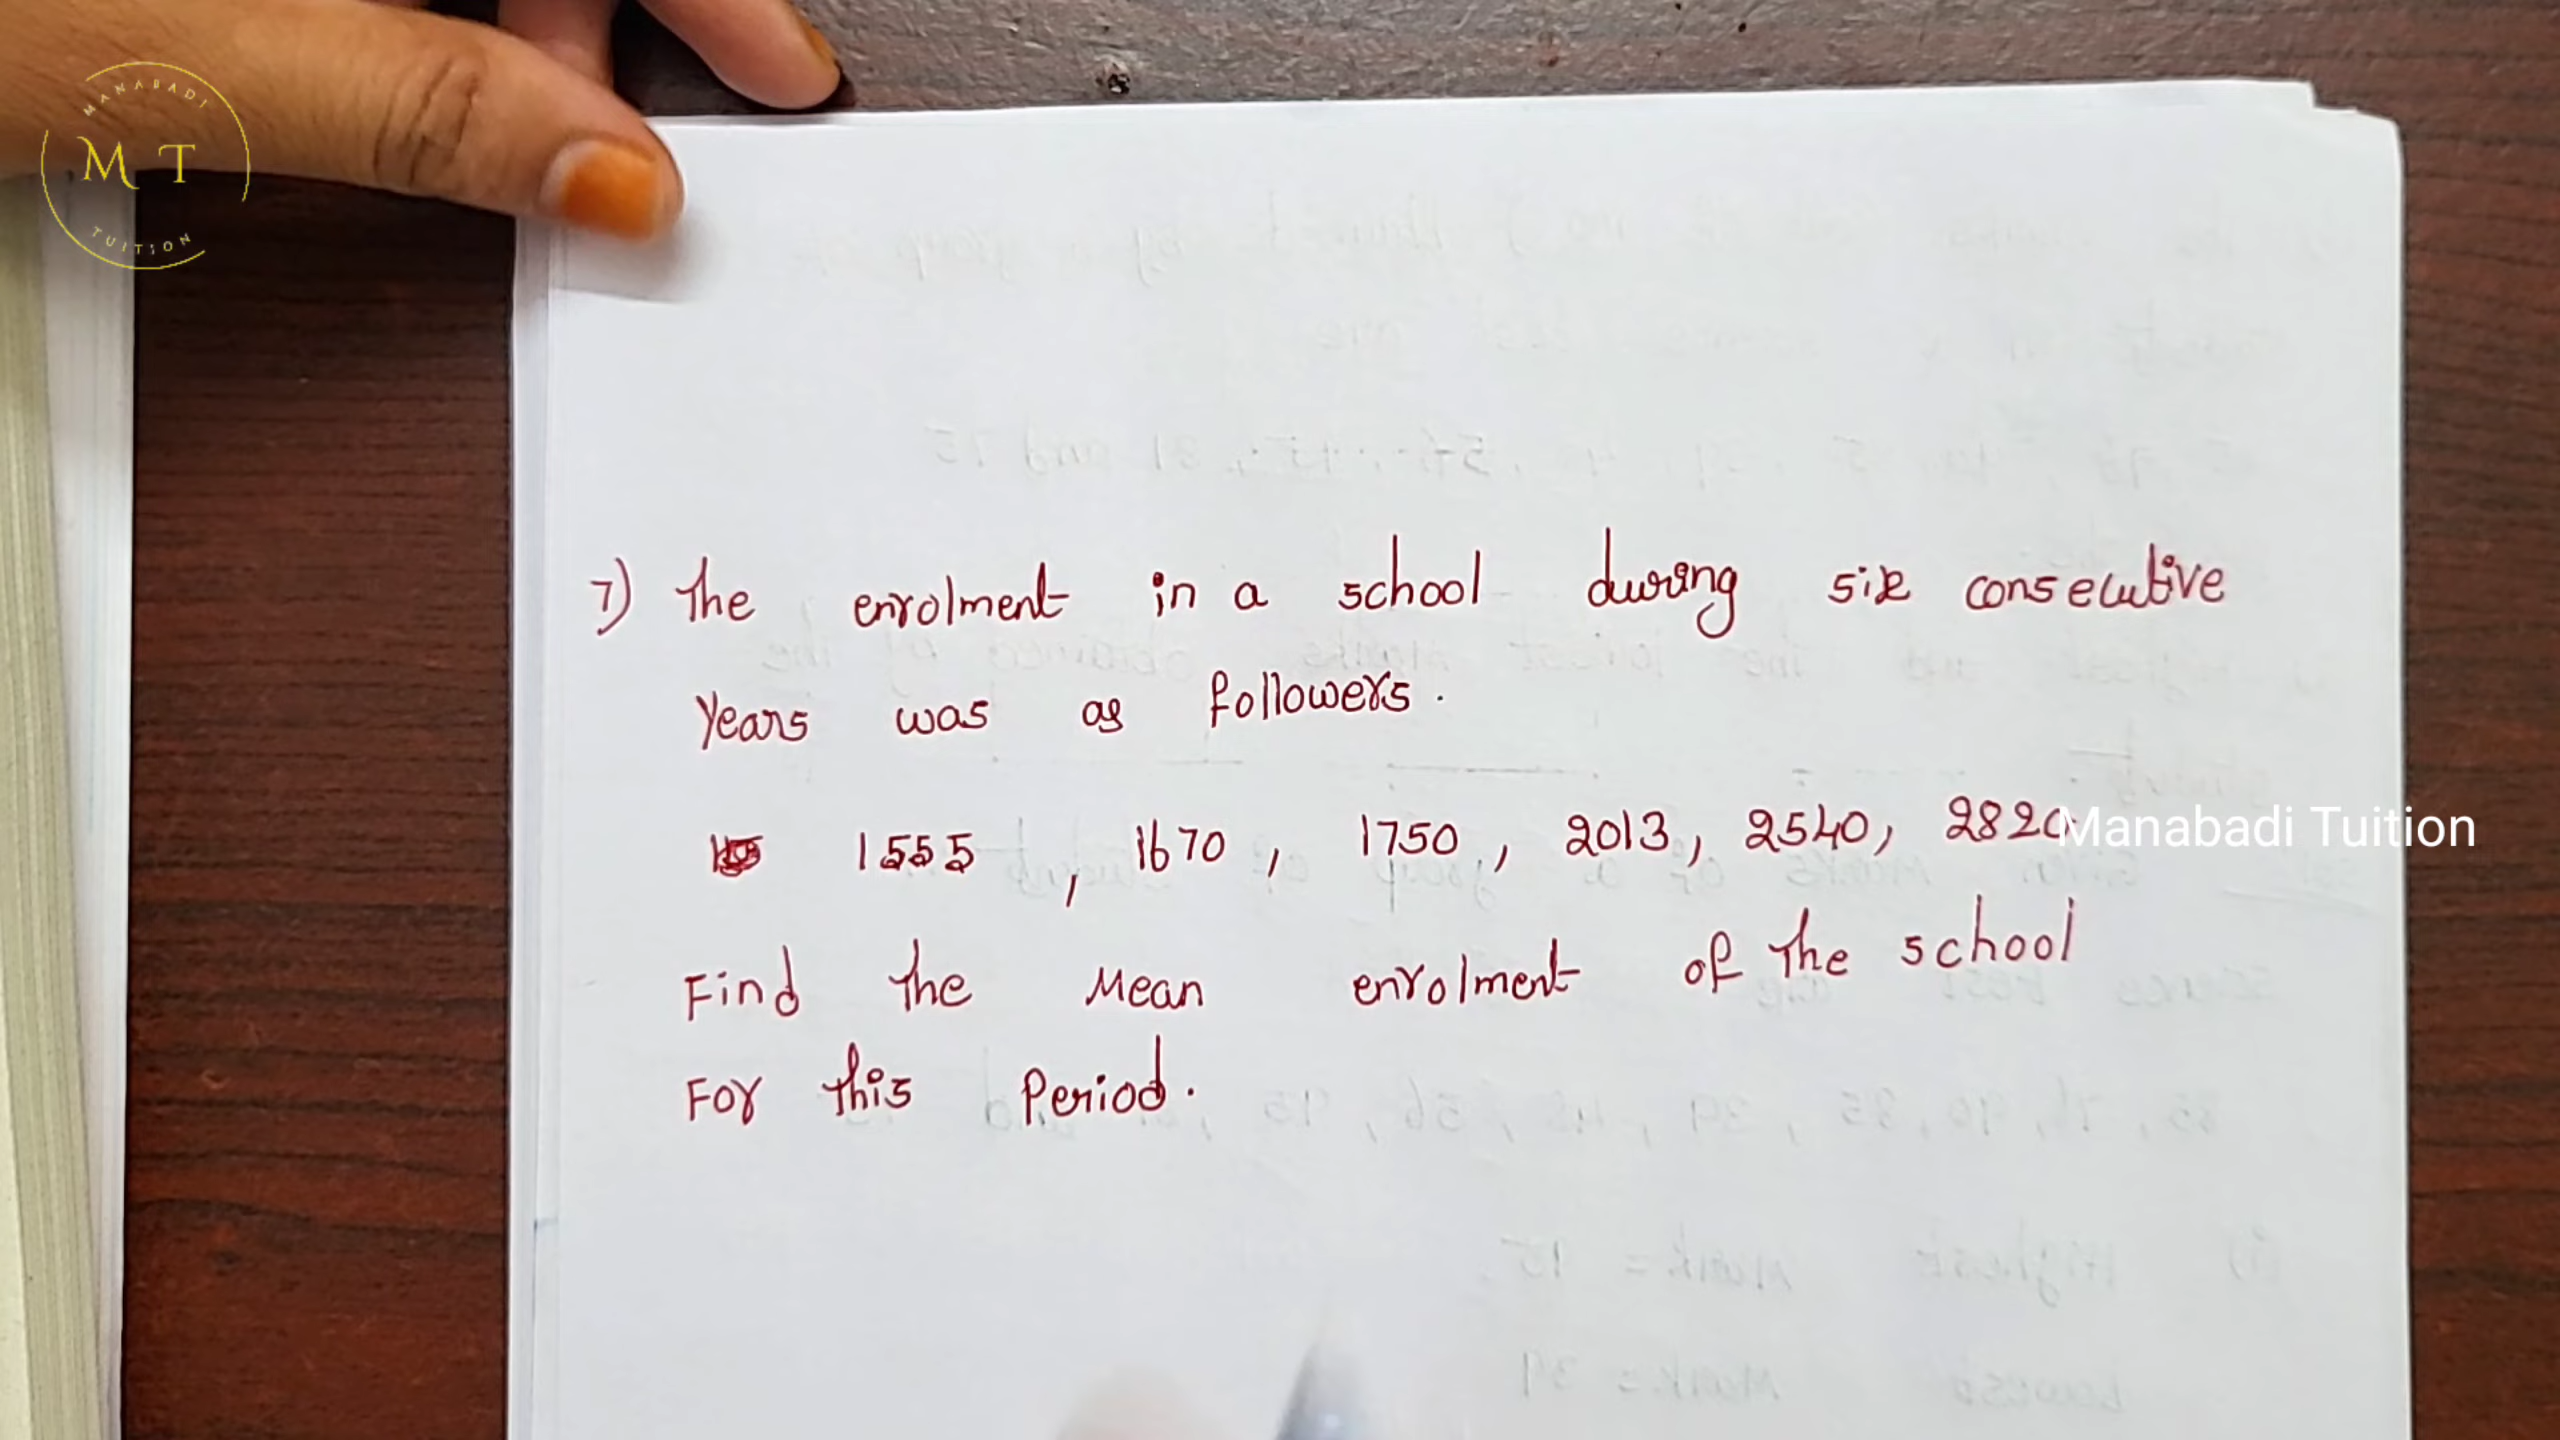 MANABADI
M T
TUITION
7) The enrolment in a school during six consecutive
Years was as followers.
1555, 1670, 1750, 2013, 2540, 2820
Manabadi Tuition
Find the Mean enrolment of the school
For this Period.